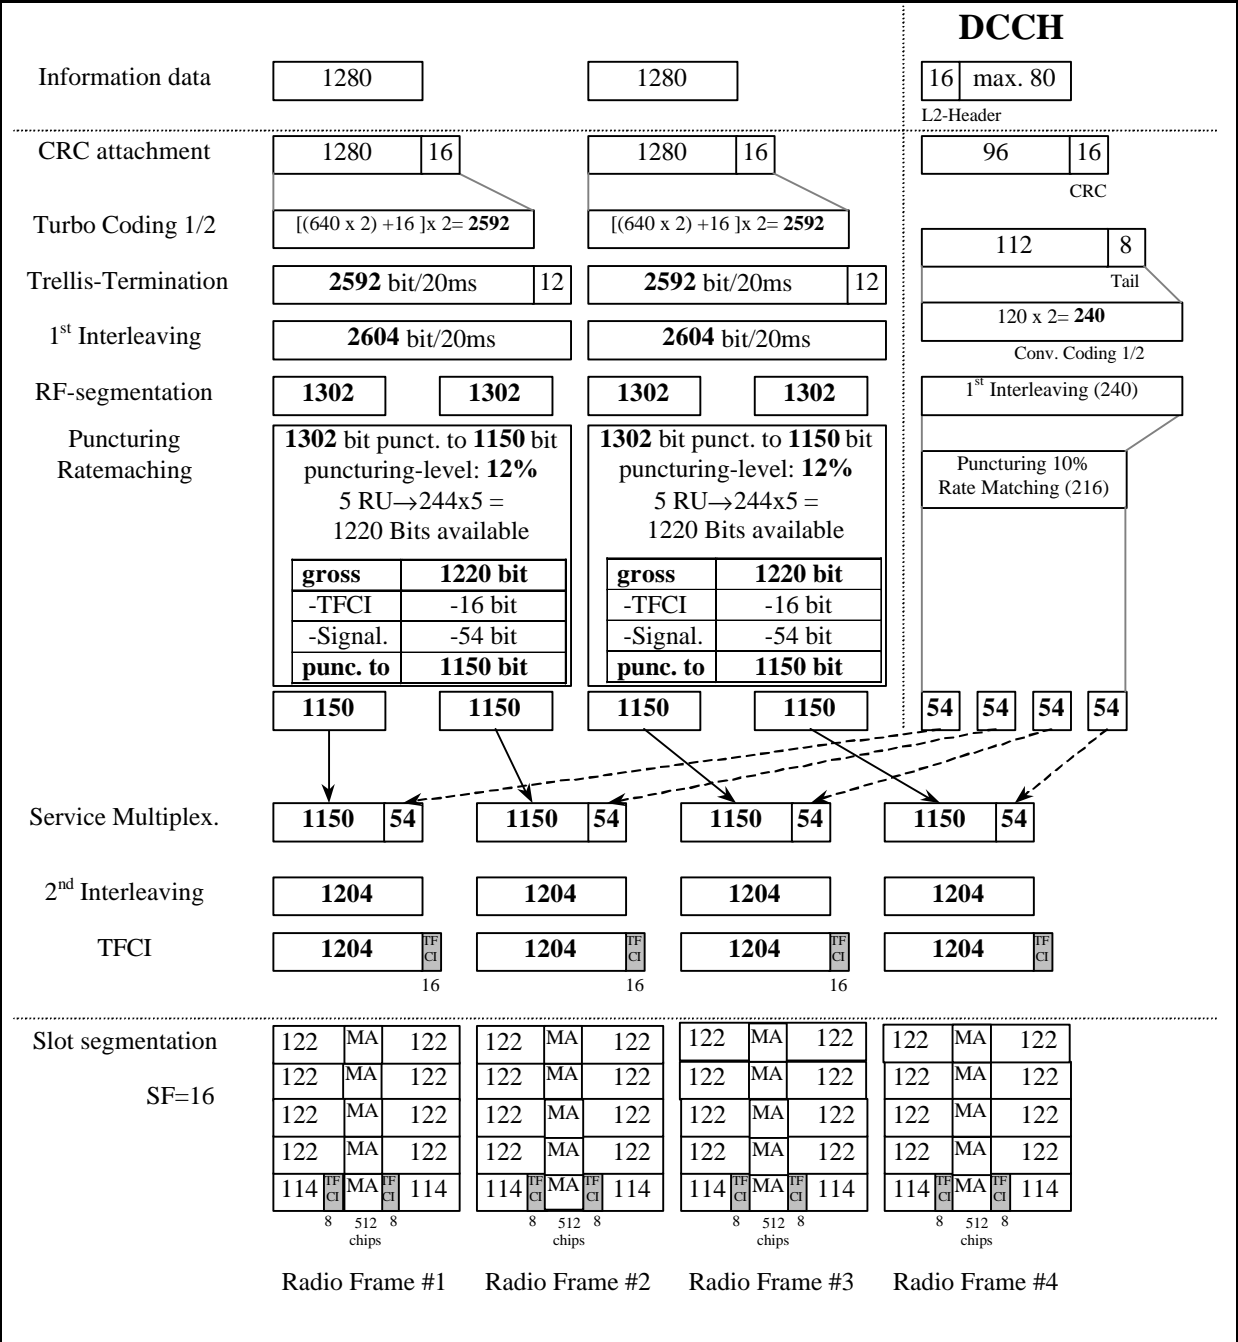 DCCH
Information data 1280 1280 16 max. 80
L2-Header
CRC attachment 1280 16 1280 16 96 16
CRC
Turbo Coding 1/2 [(640 x 2) +16 ]x 2= 2592 [(640 x 2) +16 ]x 2= 2592
112 8
Trellis-Termination 2592 bit/20ms 12 2592 bit/20ms 12 Tail
120 x 2= 240
1st Interleaving 2604 bit/20ms 2604 bit/20ms
Conv. Coding 1/2
RF-segmentation 1302 1302 1302 1302 1st Interleaving (240)
Puncturing
Ratemaching
1302 bit punct. to 1150 bit
puncturing-level: 12%
5 RU→244x5 =
1220 Bits available
gross 1220 bit
-TFCI -16 bit
-Signal. -54 bit
punc. to 1150 bit
1302 bit punct. to 1150 bit
puncturing-level: 12%
5 RU→244x5 =
1220 Bits available
gross 1220 bit
-TFCI -16 bit
-Signal. -54 bit
punc. to 1150 bit
Puncturing 10%
Rate Matching (216)
1150 1150 1150 1150 54 54 54 54
Service Multiplex. 1150 54 1150 54 1150 54 1150 54
2nd Interleaving 1204 1204 1204 1204
TFCI 1204 TF CI 1204 TF CI 1204 TF CI 1204 TF CI
16 16 16
Slot segmentation 122 MA 122 122 MA 122 122 MA 122 122 MA 122
SF=16 122 MA 122 122 MA 122 122 MA 122 122 MA 122
122 MA 122 122 MA 122 122 MA 122 122 MA 122
122 MA 122 122 MA 122 122 MA 122 122 MA 122
114 TF CI MA TF CI 114 114 TF CI MA TF CI 114 114 TF CI MA TF CI 114 114 TF CI MA TF CI 114
8 512 8 8 512 8 8 512 8 8 512 8
chips chips chips chips
Radio Frame #1 Radio Frame #2 Radio Frame #3 Radio Frame #4